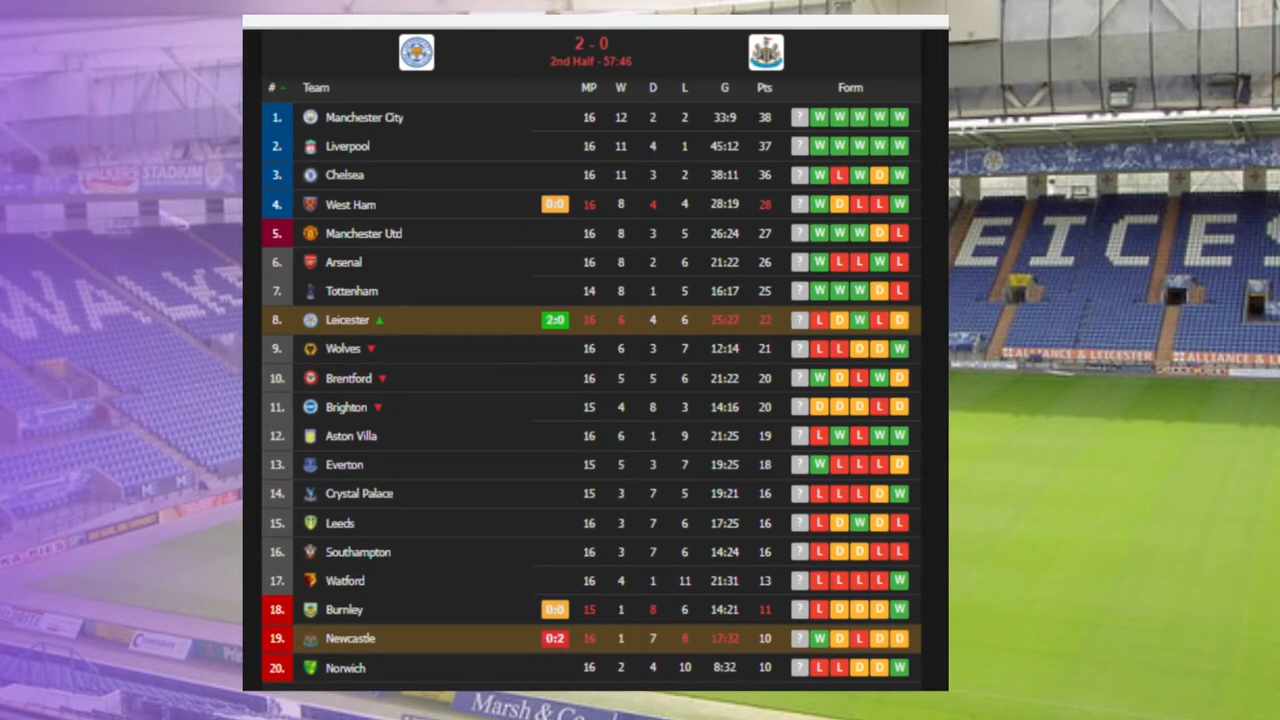 2 - 0
2nd Half - 57:46
# Team MP W D L G Pts Form
1. Manchester City 16 12 2 2 33:9 38 ? W W W W W
2. Liverpool 16 11 4 1 45:12 37 ? W W W W W
3. Chelsea 16 11 3 2 38:11 36 ? W L W D W
4. West Ham 0:0 16 8 4 4 28:19 28 ? W D L L W
5. Manchester Utd 16 8 3 5 26:24 27 ? W W W D L
6. Arsenal 16 8 2 6 21:22 26 ? W L L W L
7. Tottenham 14 8 1 5 16:17 25 ? W W W D L
8. Leicester 2:0 16 6 4 6 25:27 22 ? L D W L D
9. Wolves 16 6 3 7 12:14 21 ? L L D D W
10. Brentford 16 5 5 6 21:22 20 ? W D L W D
11. Brighton 15 4 8 3 14:16 20 ? D D D L D
12. Aston Villa 16 6 1 9 21:25 19 ? L W L W W
13. Everton 15 5 3 7 19:25 18 ? W L L L D
14. Crystal Palace 15 3 7 5 19:21 16 ? L L L D W
15. Leeds 16 3 7 6 17:25 16 ? L D W D L
16. Southampton 16 3 7 6 14:24 16 ? L D D L L
17. Watford 16 4 1 11 21:31 13 ? L L L L W
18. Burnley 0:0 15 1 8 6 14:21 11 ? L D D D W
19. Newcastle 0:2 16 1 7 8 17:32 10 ? W D L D D
20. Norwich 16 2 4 10 8:32 10 ? L L D D W
WALKERS STADIUM
EICES
ALLIANCE & LEICESTER
Marsh & Co